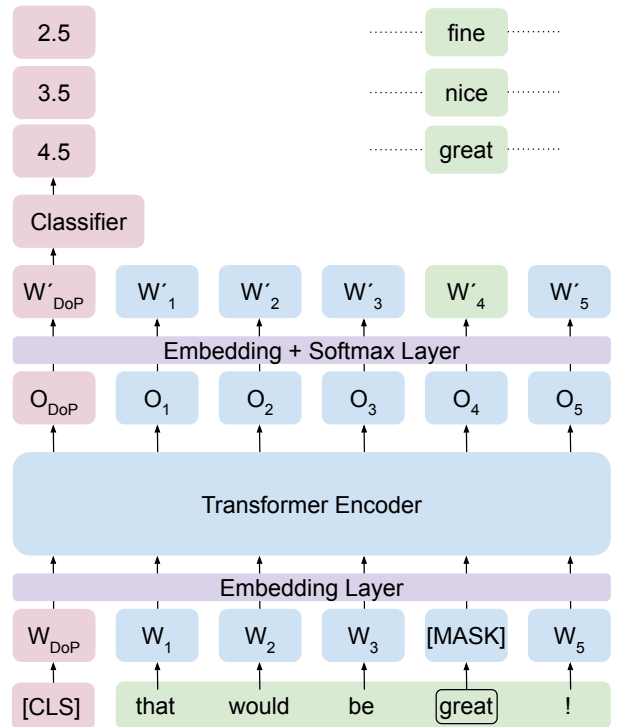 2.5 fine
3.5 nice
4.5 great
Classifier
W´DoP W´1 W´2 W´3 W´4 W´5
Embedding + Softmax Layer
ODoP O1 O2 O3 O4 O5
Transformer Encoder
Embedding Layer
WDoP W1 W2 W3 [MASK] W5
[CLS] that would be great !